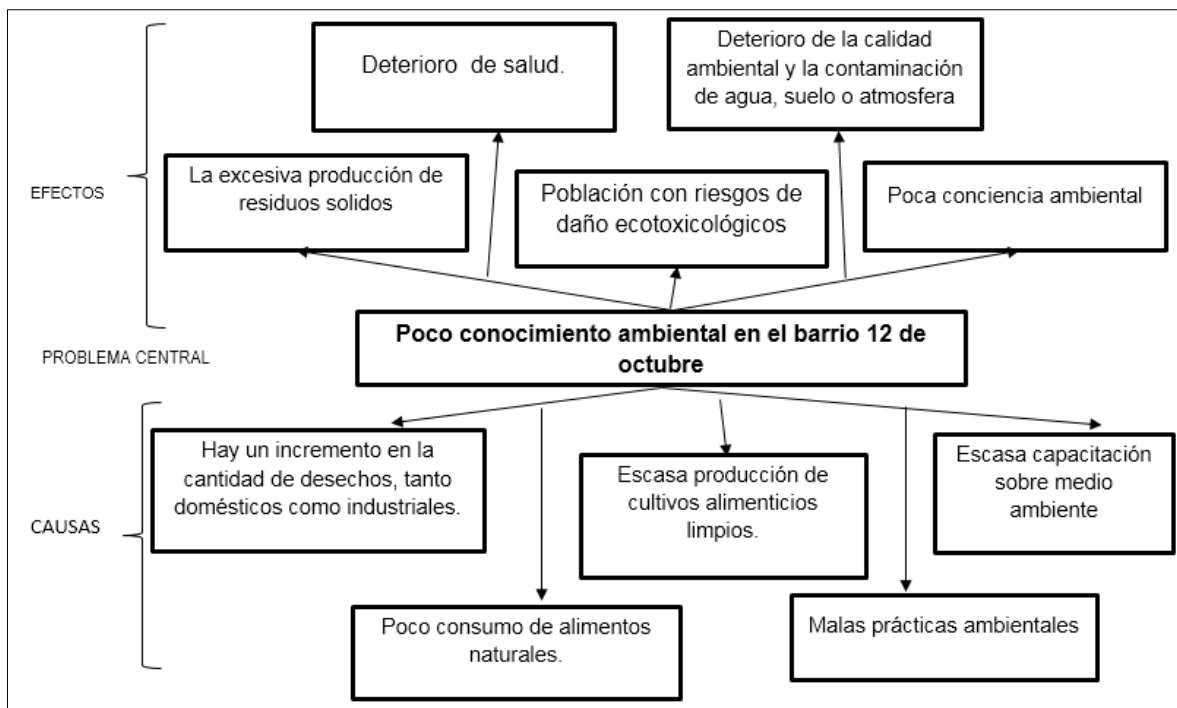 Deterioro de salud.
Deterioro de la calidad
ambiental y la contaminación
de agua, suelo o atmosfera
EFECTOS
La excesiva producción de
residuos solidos
Población con riesgos de
daño ecotoxicológicos
Poca conciencia ambiental
PROBLEMA CENTRAL
Poco conocimiento ambiental en el barrio 12 de
octubre
CAUSAS
Hay un incremento en la
cantidad de desechos, tanto
domésticos como industriales.
Escasa producción de
cultivos alimenticios
limpios.
Escasa capacitación
sobre medio
ambiente
Poco consumo de alimentos
naturales.
Malas prácticas ambientales